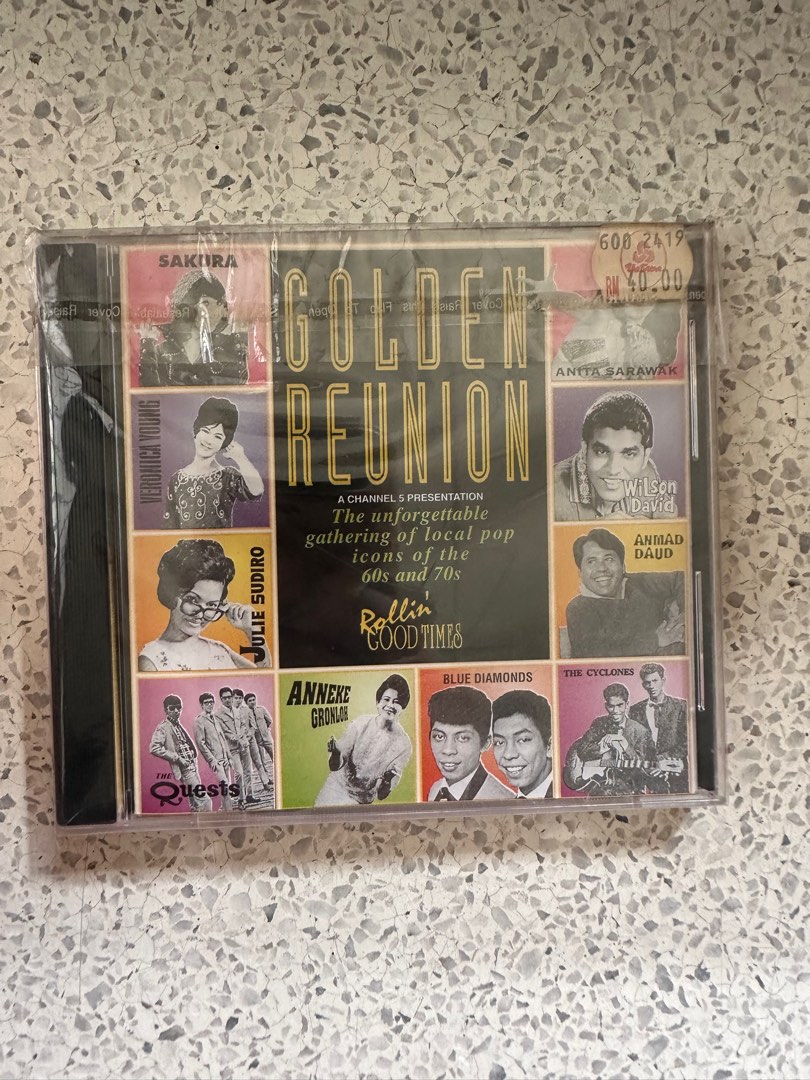 SAKURA
GOLDEN
REUNION
600 2419
RM 40.00
ANITA SARAWAK
VERONICA YOUNG
Wilson
David
A CHANNEL 5 PRESENTATION
The unforgettable
gathering of local pop
icons of the
60s and 70s
Rollin'
GOOD TIMES
JULIE SUDIRO
AHMAD
DAUD
THE
Quests
ANNEKE
GRONLOH
BLUE DIAMONDS
THE CYCLONES